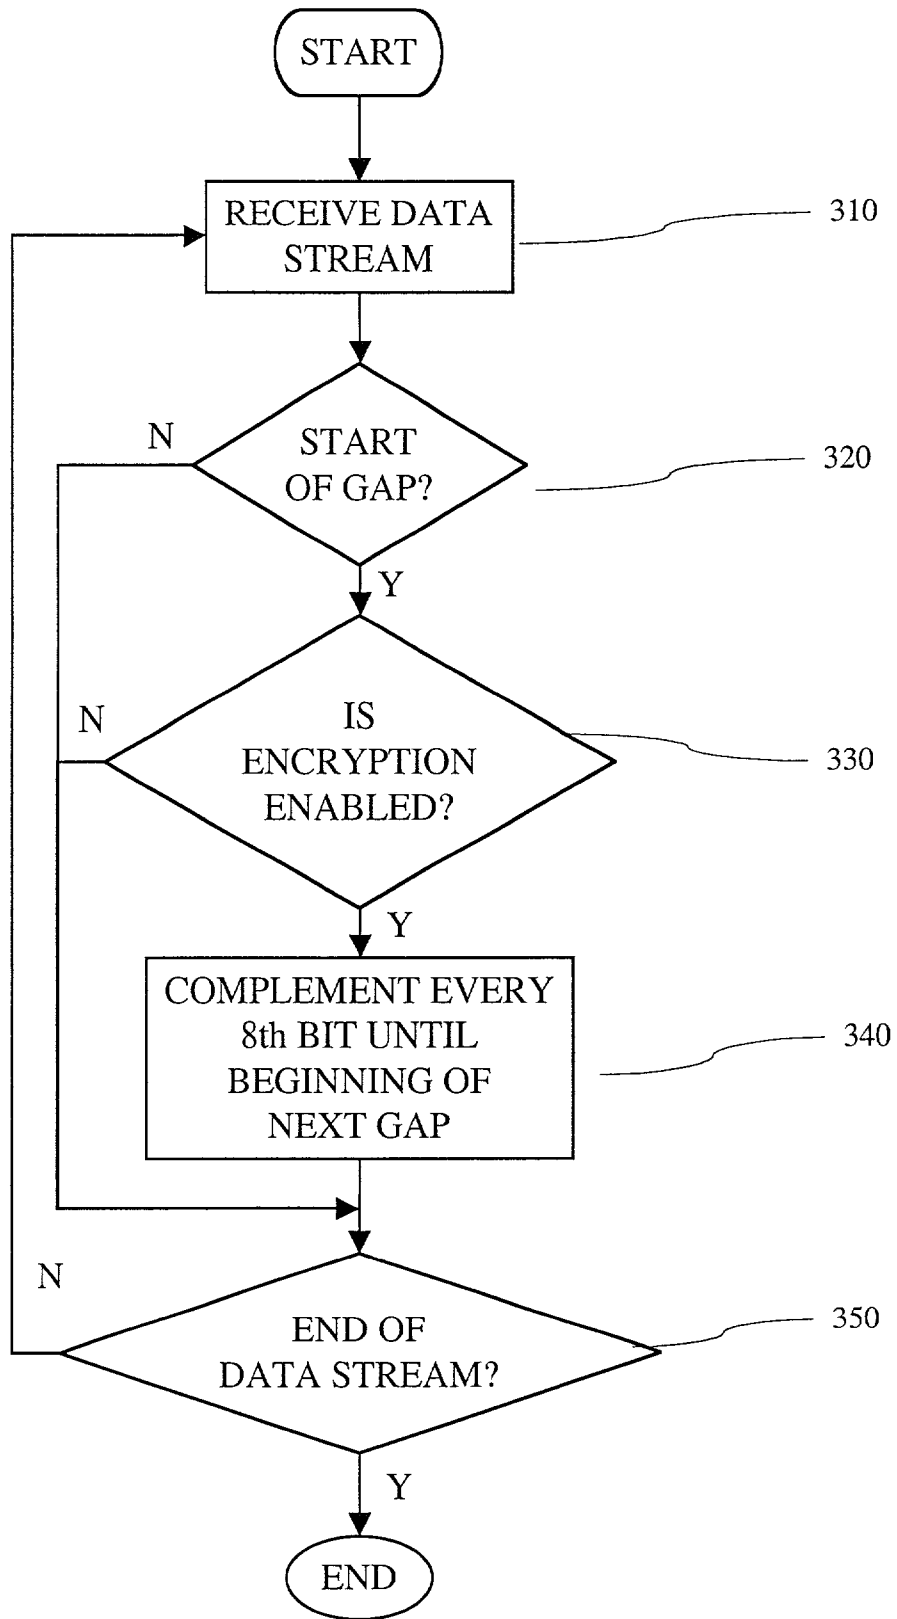 START
RECEIVE DATA
STREAM
310
N
START
OF GAP?
320
Y
N
IS
ENCRYPTION
ENABLED?
330
Y
COMPLEMENT EVERY
8th BIT UNTIL
BEGINNING OF
NEXT GAP
340
N
END OF
DATA STREAM?
350
Y
END